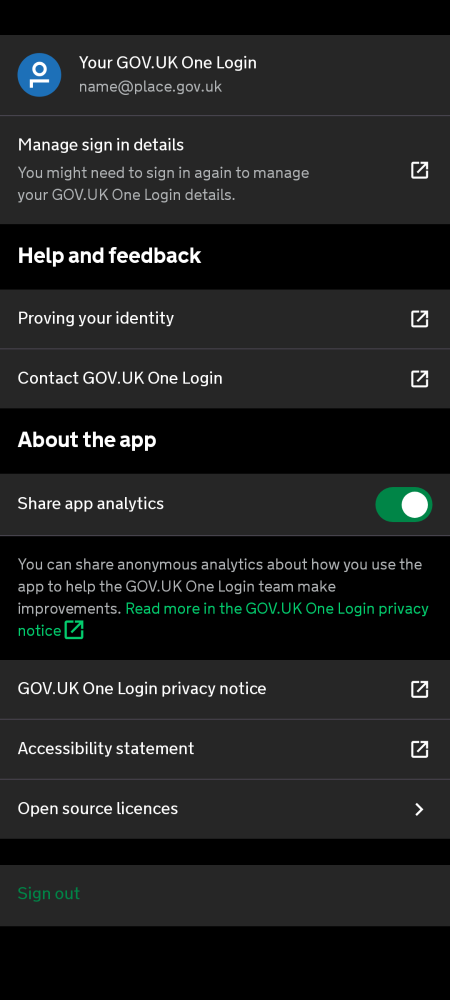 Your GOV.UK One Login
name@place.gov.uk
Manage sign in details
You might need to sign in again to manage
your GOV.UK One Login details.
Help and feedback
Proving your identity
Contact GOV.UK One Login
About the app
Share app analytics
You can share anonymous analytics about how you use the
app to help the GOV.UK One Login team make
improvements. Read more in the GOV.UK One Login privacy
notice
GOV.UK One Login privacy notice
Accessibility statement
Open source licences
Sign out